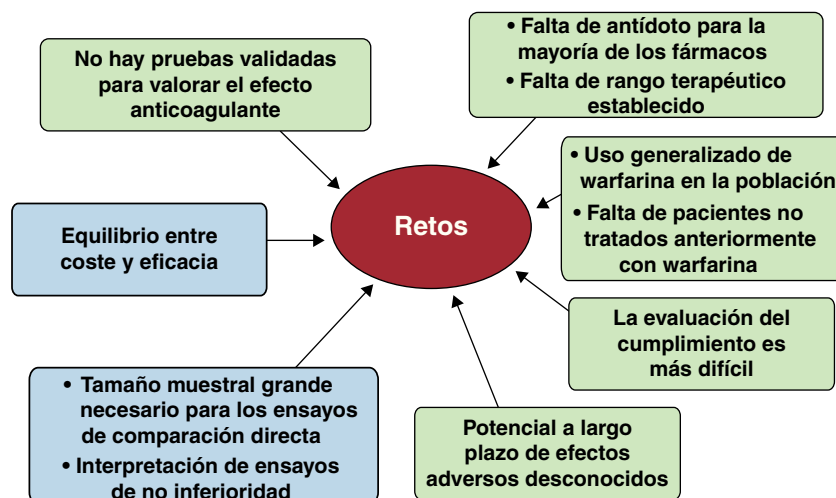 No hay pruebas validadas
para valorar el efecto
anticoagulante
• Falta de antídoto para la
mayoría de los fármacos
• Falta de rango terapéutico
establecido
• Uso generalizado de
warfarina en la población
• Falta de pacientes no
tratados anteriormente
con warfarina
Retos
Equilibrio entre
coste y eficacia
La evaluación del
cumplimiento es
más difícil
• Tamaño muestral grande
necesario para los ensayos
de comparación directa
• Interpretación de ensayos
de no inferioridad
Potencial a largo
plazo de efectos
adversos desconocidos